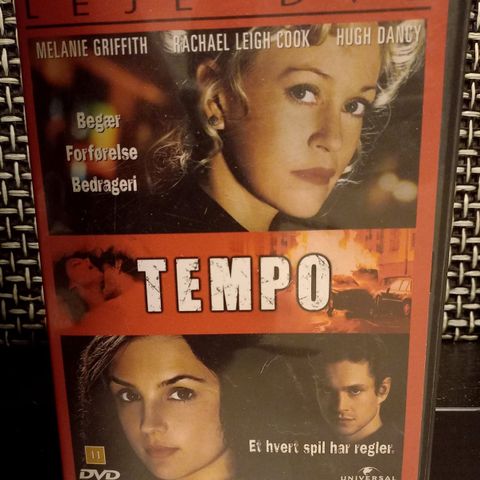 LEJE DVD
MELANIE GRIFFITH RACHAEL LEIGH COOK HUGH DANCY
Begær
Forførelse
Bedrageri
TEMPO
Et hvert spil har regler.
11
DVD
UNIVERSAL